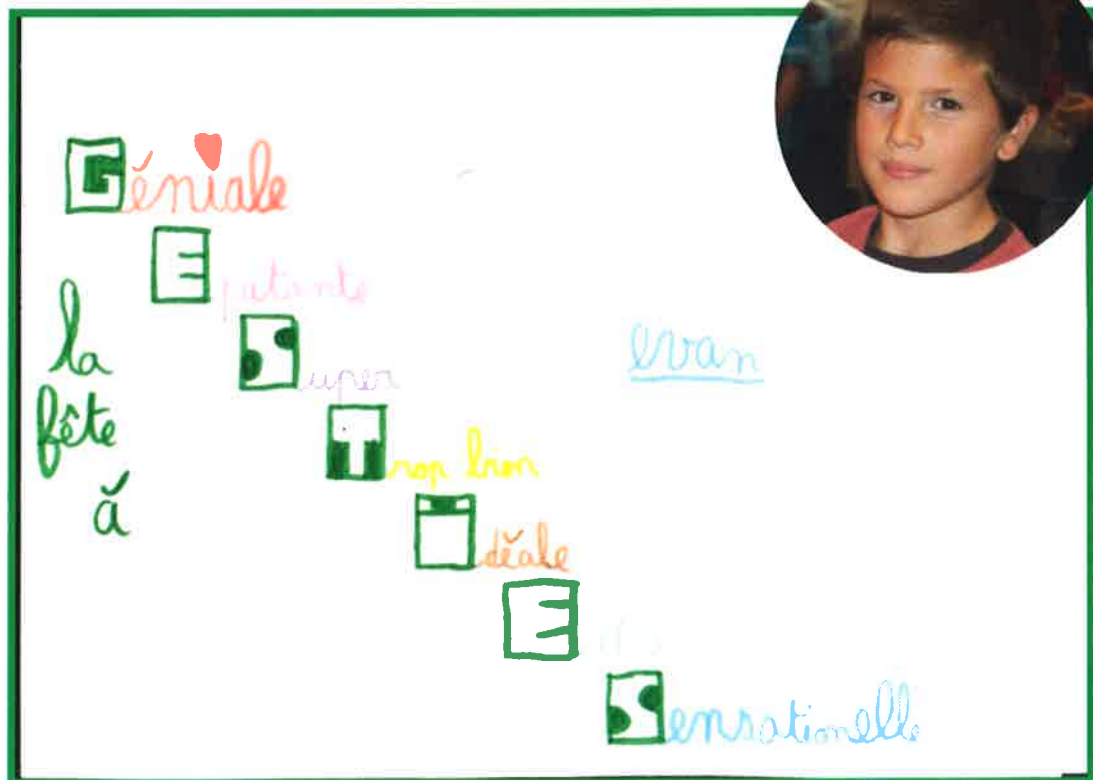 Géniale
Epatante
Super
Trop bien
Idéale
E
Sensationelle
la
fête
à
evan